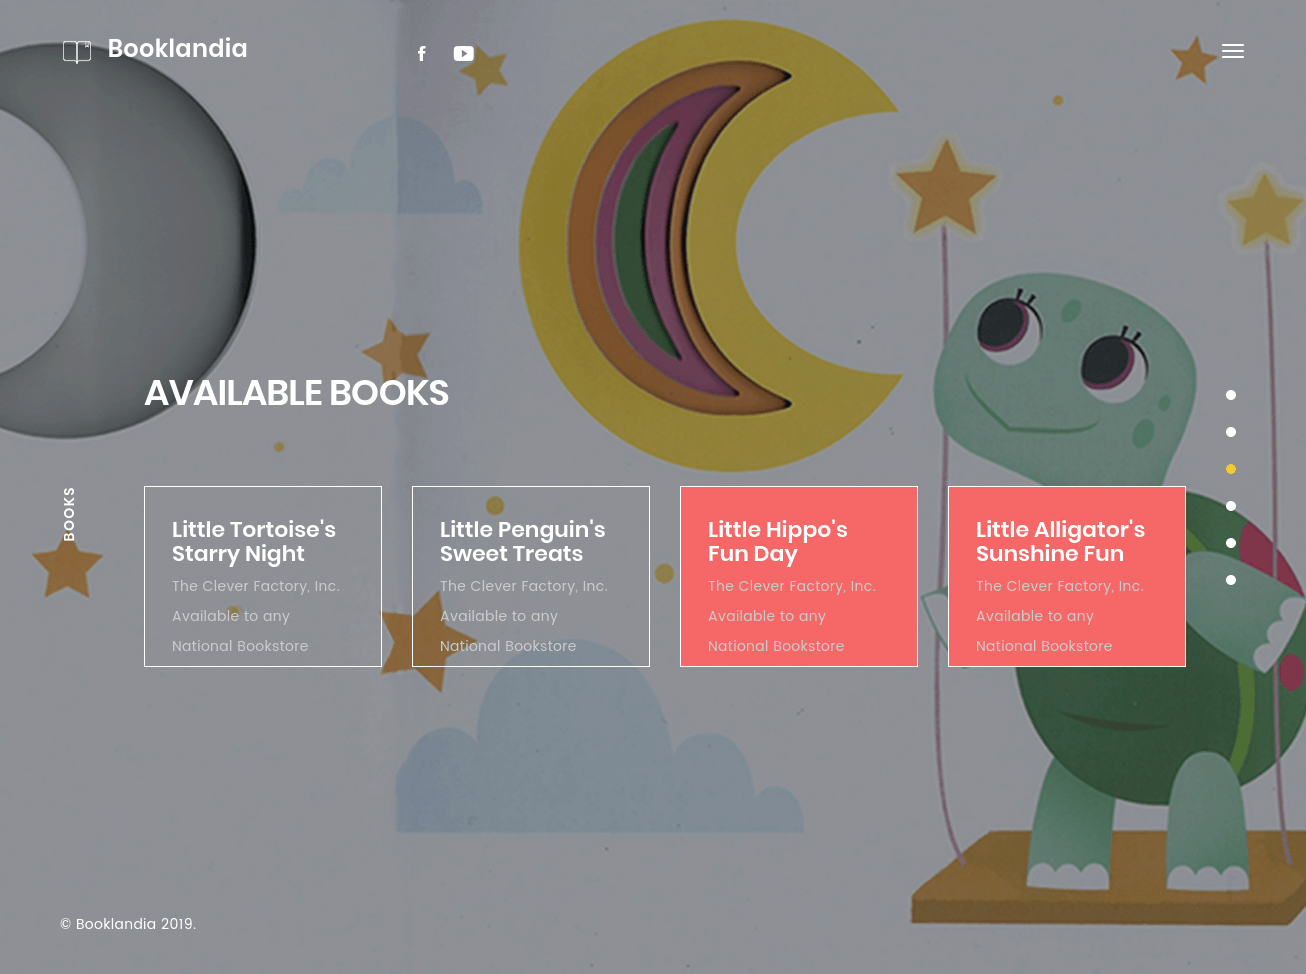 Booklandia
AVAILABLE BOOKS
BOOKS
Little Tortoise's
Starry Night
The Clever Factory, Inc.
Available to any
National Bookstore
Little Penguin's
Sweet Treats
The Clever Factory, Inc.
Available to any
National Bookstore
Little Hippo's
Fun Day
The Clever Factory, Inc.
Available to any
National Bookstore
Little Alligator's
Sunshine Fun
The Clever Factory, Inc.
Available to any
National Bookstore
© Booklandia 2019.